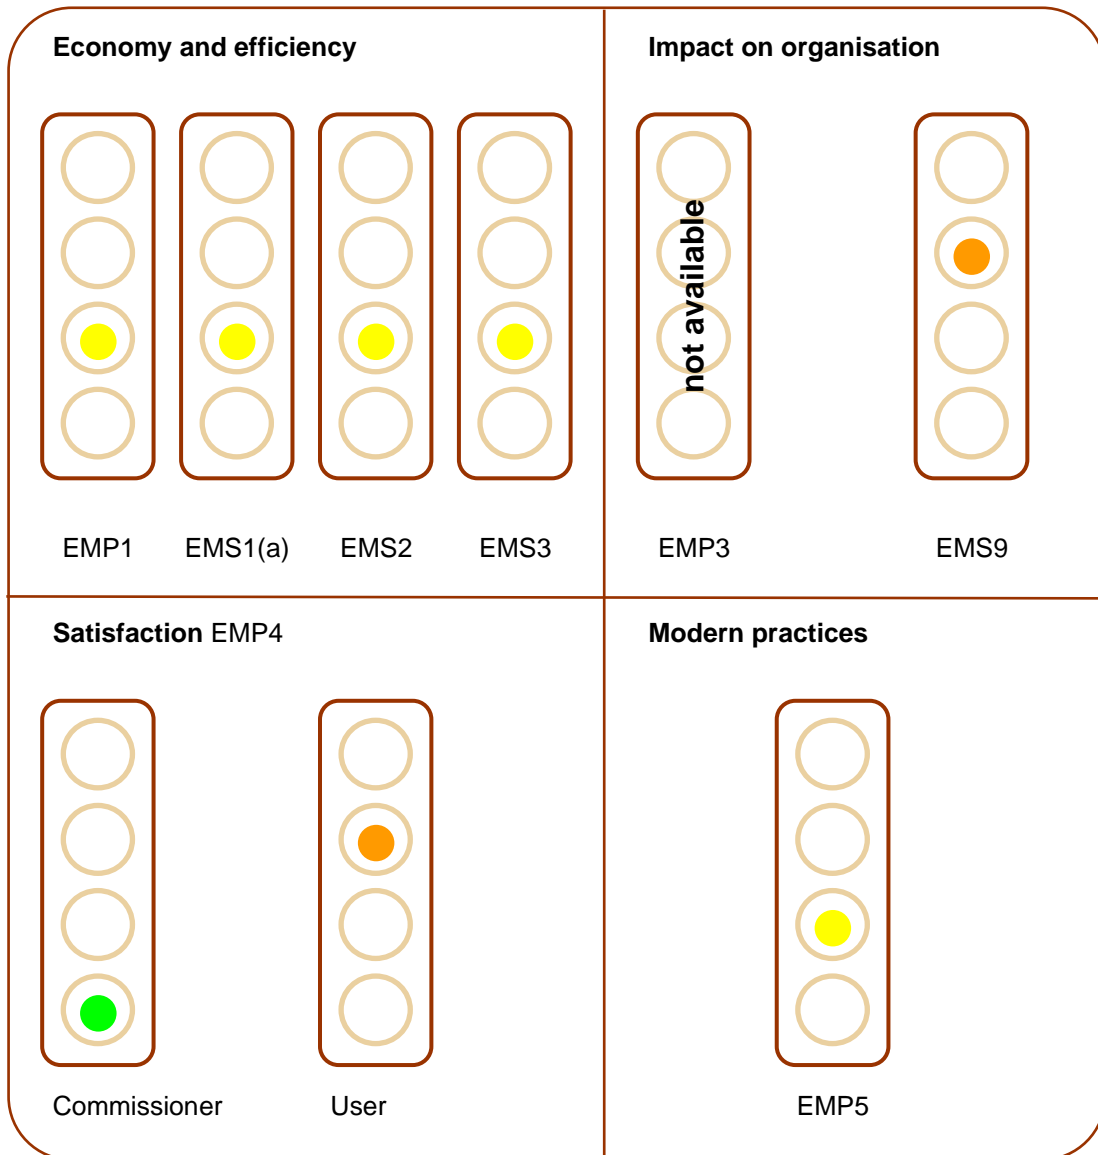 Economy and efficiency
Impact on organisation
not available
EMP1 EMS1(a) EMS2 EMS3
EMP3 EMS9
Satisfaction EMP4
Modern practices
Commissioner User
EMP5